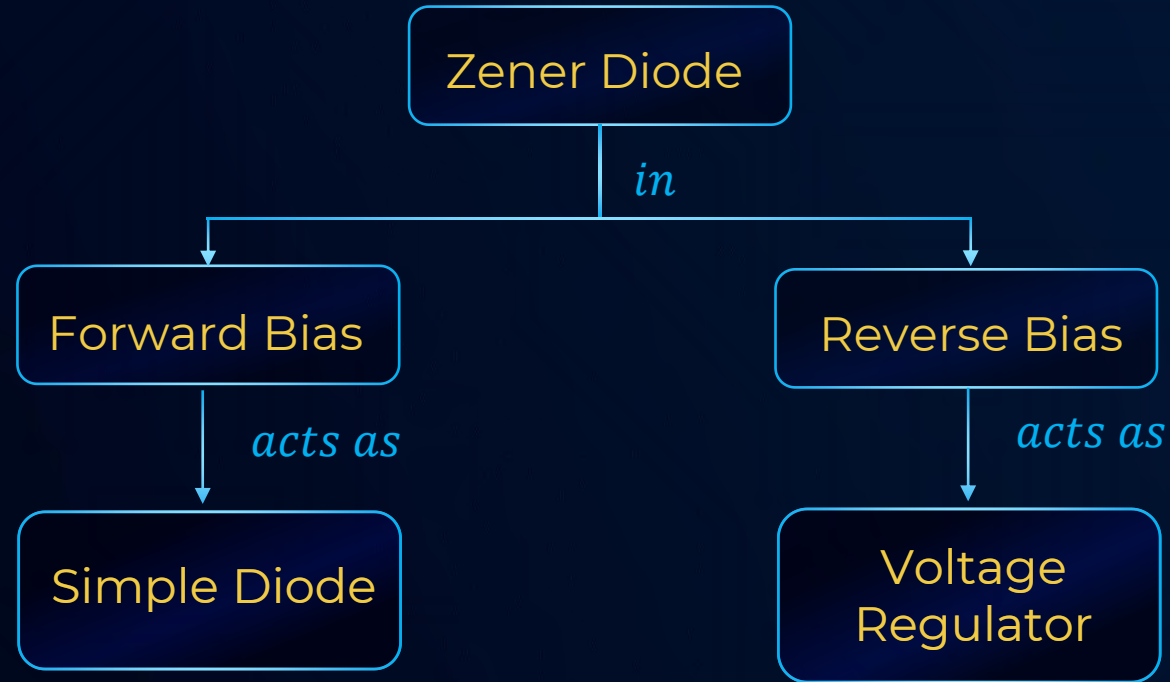 Zener Diode
in
Forward Bias
Reverse Bias
acts as
acts as
Simple Diode
Voltage
Regulator